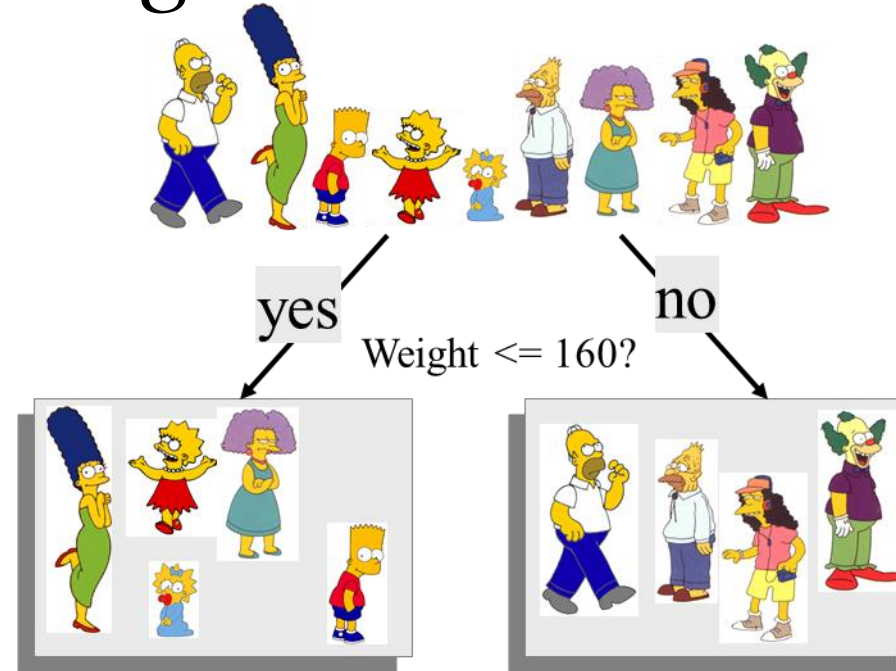 g
yes
no
Weight <= 160?